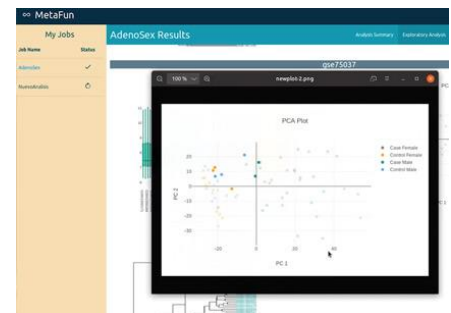 ∞ MetaFun
My Jobs
AdenoSex Results
Analysis Summary
Exploratory Analysis
Job Name
Status
AdenoSex
gse75037
100 %
newplot-2.png
PCA Plot
Case Female
Control Female
Case Male
Control Male
20
10
0
-10
-20
-30
PC 2
-20
0
20
40
PC 1